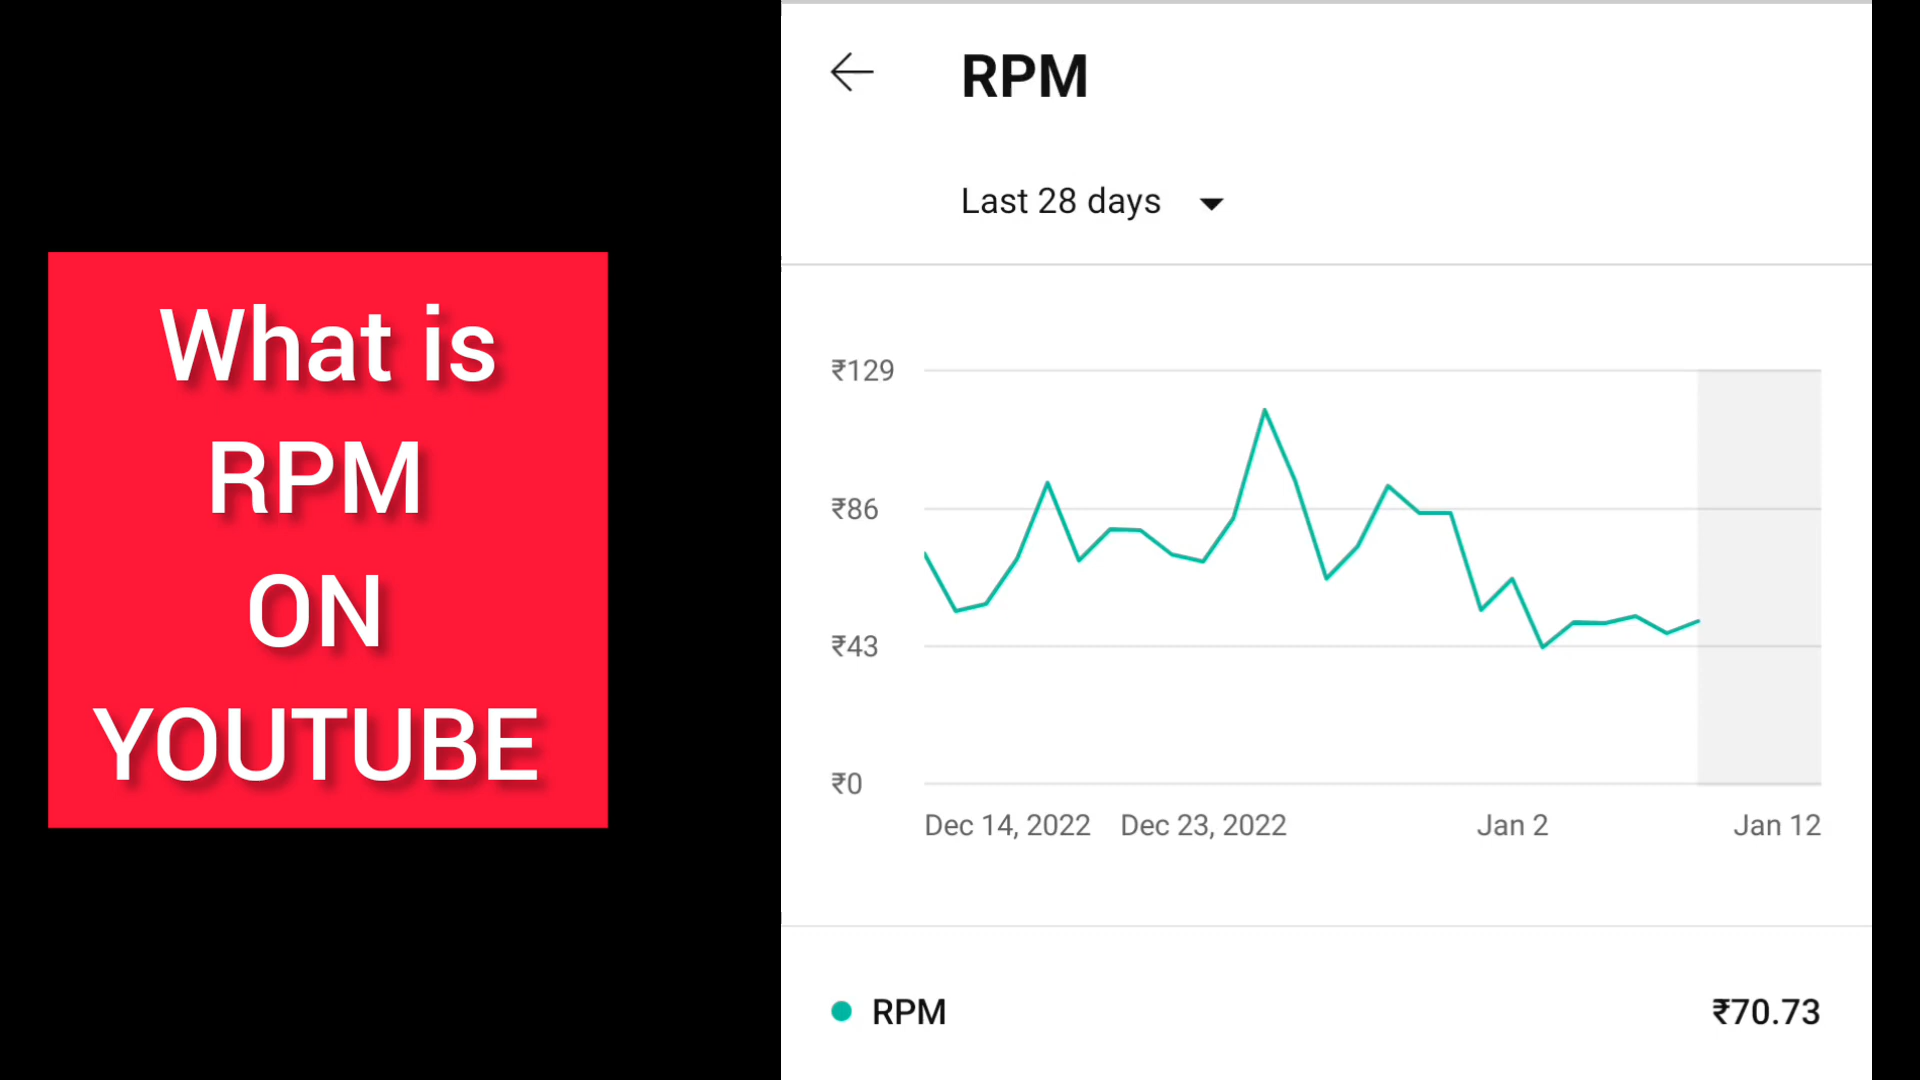 What is
RPM
ON
YOUTUBE
RPM
Last 28 days
₹129
₹86
₹43
₹0
Dec 14, 2022 Dec 23, 2022 Jan 2 Jan 12
RPM ₹70.73